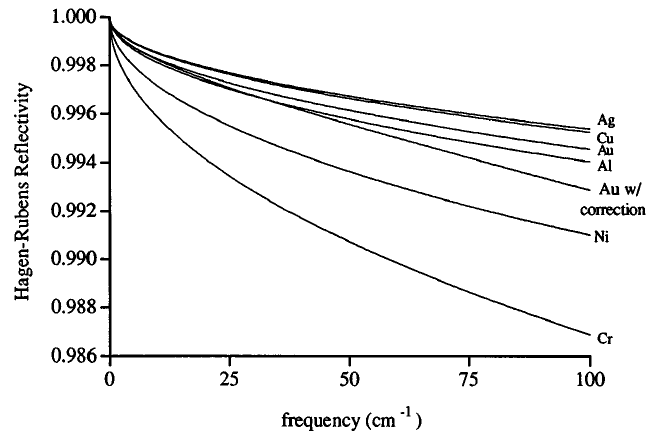 1.000
0.998
0.996
0.994
0.992
0.990
0.988
0.986
Hagen-Rubens Reflectivity
Ag
Cu
Au
Al
Au w/
correction
Ni
Cr
0
25
50
75
100
frequency (cm⁻¹)